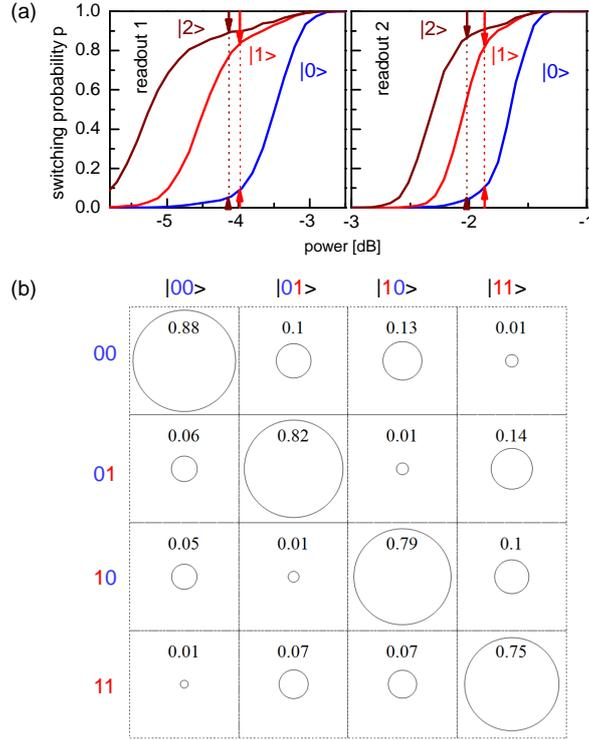 (a)
switching probability p
1.0
0.8
0.6
0.4
0.2
0.0
readout 1
|2>
|1>
|0>
-5
-4
-3
readout 2
|2>
|1>
|0>
-2
-1
power [dB]
(b)
|00> |01> |10> |11>
00 0.88 0.1 0.13 0.01
01 0.06 0.82 0.01 0.14
10 0.05 0.01 0.79 0.1
11 0.01 0.07 0.07 0.75